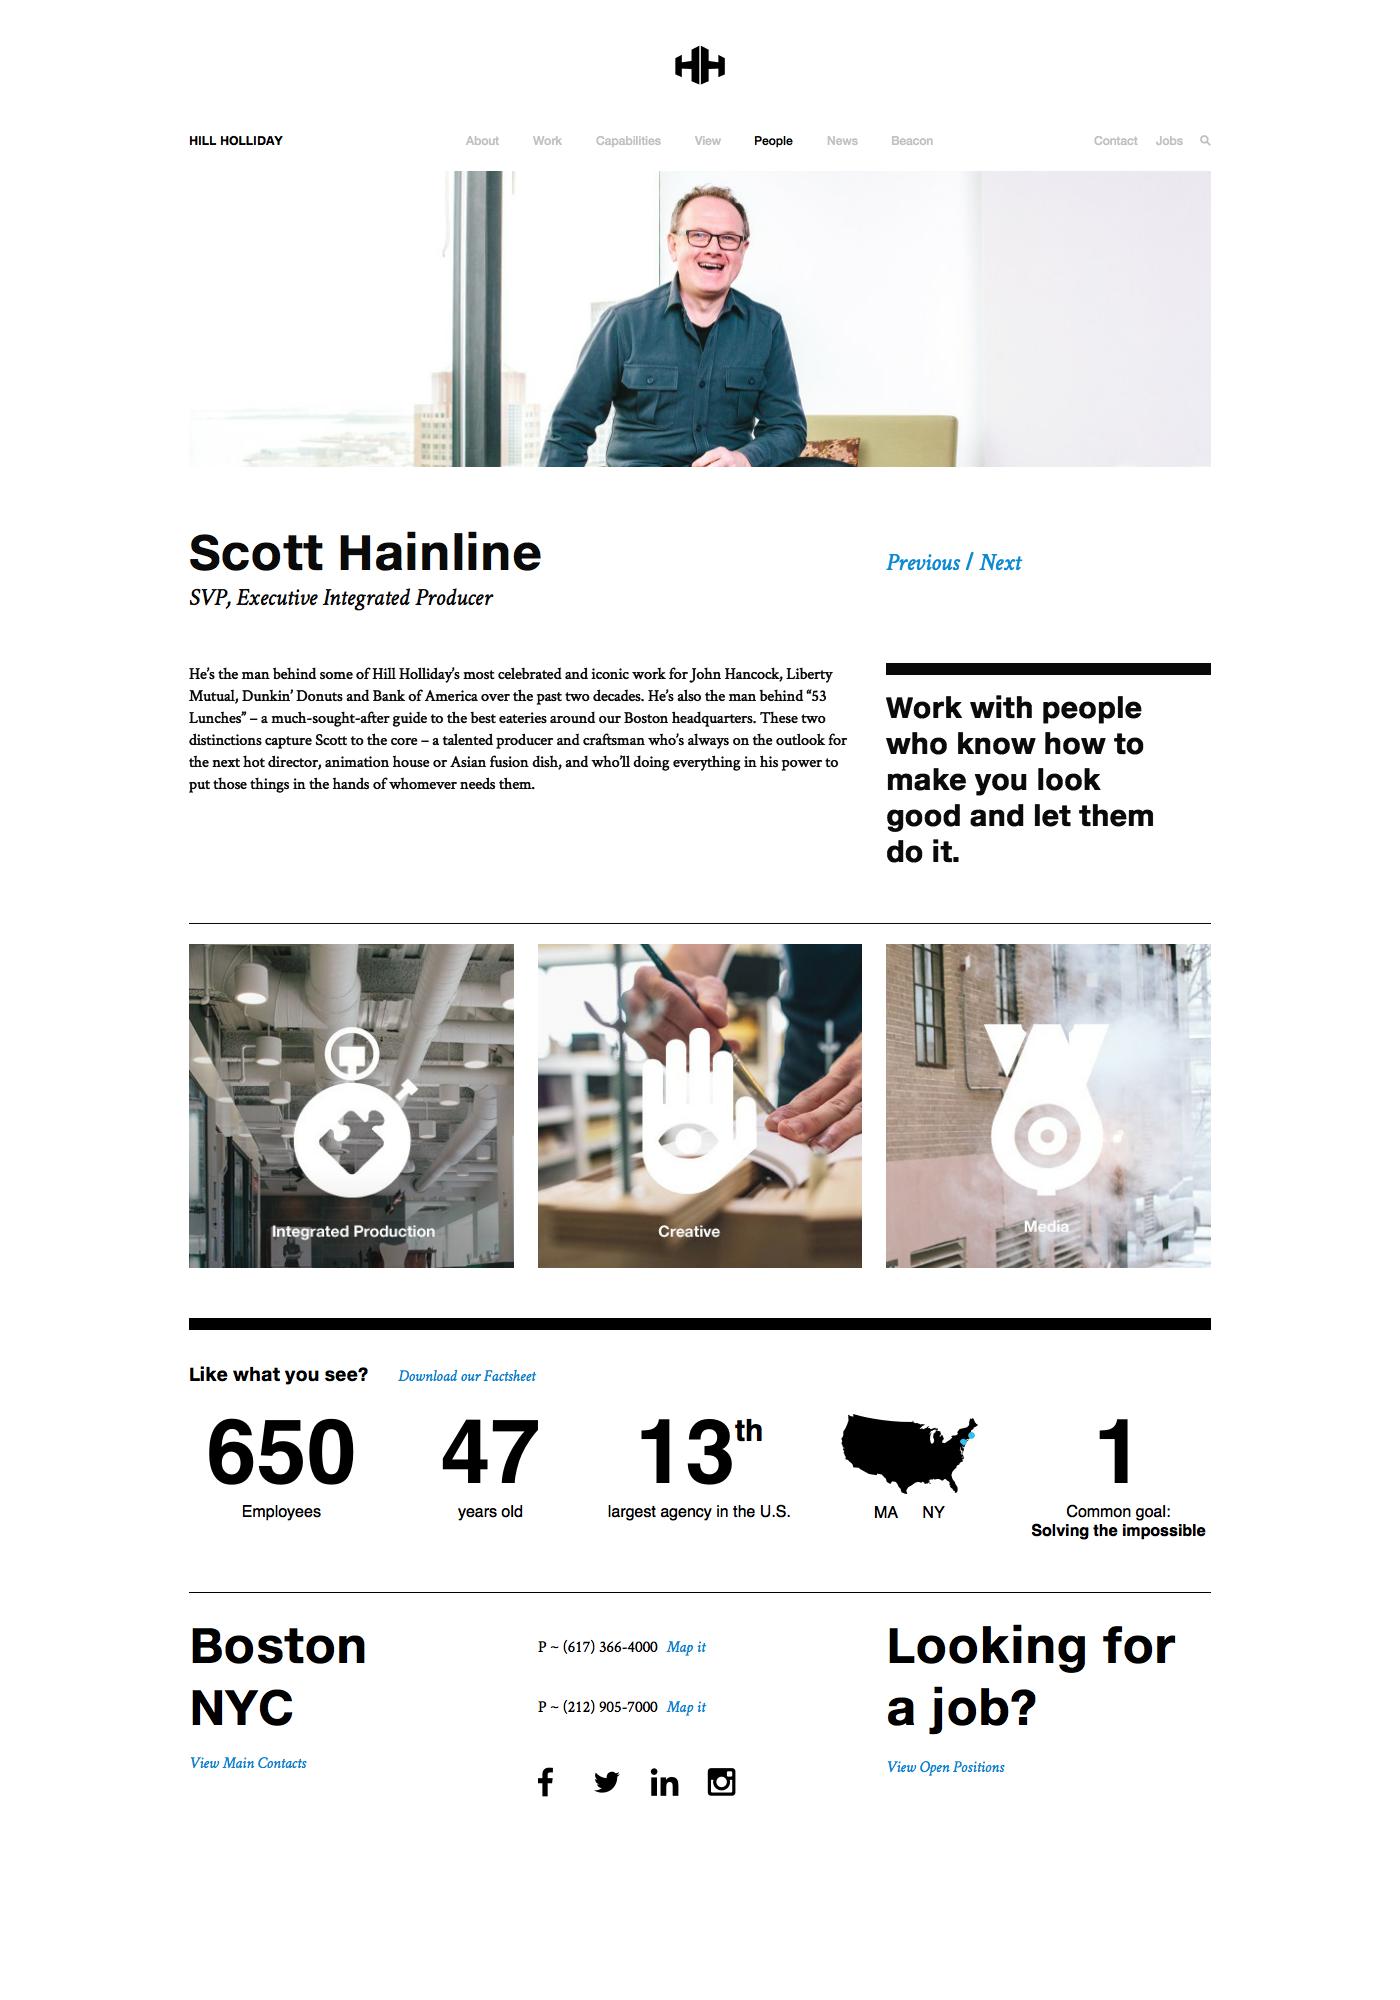 HILL HOLLIDAY
About Work Capabilities View People News Beacon
Contact Jobs
Scott Hainline
SVP, Executive Integrated Producer
Previous / Next
He’s the man behind some of Hill Holliday’s most celebrated and iconic work for John Hancock, Liberty
Mutual, Dunkin’ Donuts and Bank of America over the past two decades. He’s also the man behind “53
Lunches” – a much-sought-after guide to the best eateries around our Boston headquarters. These two
distinctions capture Scott to the core – a talented producer and craftsman who’s always on the outlook for
the next hot director, animation house or Asian fusion dish, and who’ll doing everything in his power to
put those things in the hands of whomever needs them.
Work with people
who know how to
make you look
good and let them
do it.
Integrated Production
Creative
Media
Like what you see? Download our Factsheet
650
Employees
47
years old
13th
largest agency in the U.S.
MA NY
1
Common goal:
Solving the impossible
Boston
NYC
View Main Contacts
P ~ (617) 366-4000 Map it
P ~ (212) 905-7000 Map it
Looking for
a job?
View Open Positions